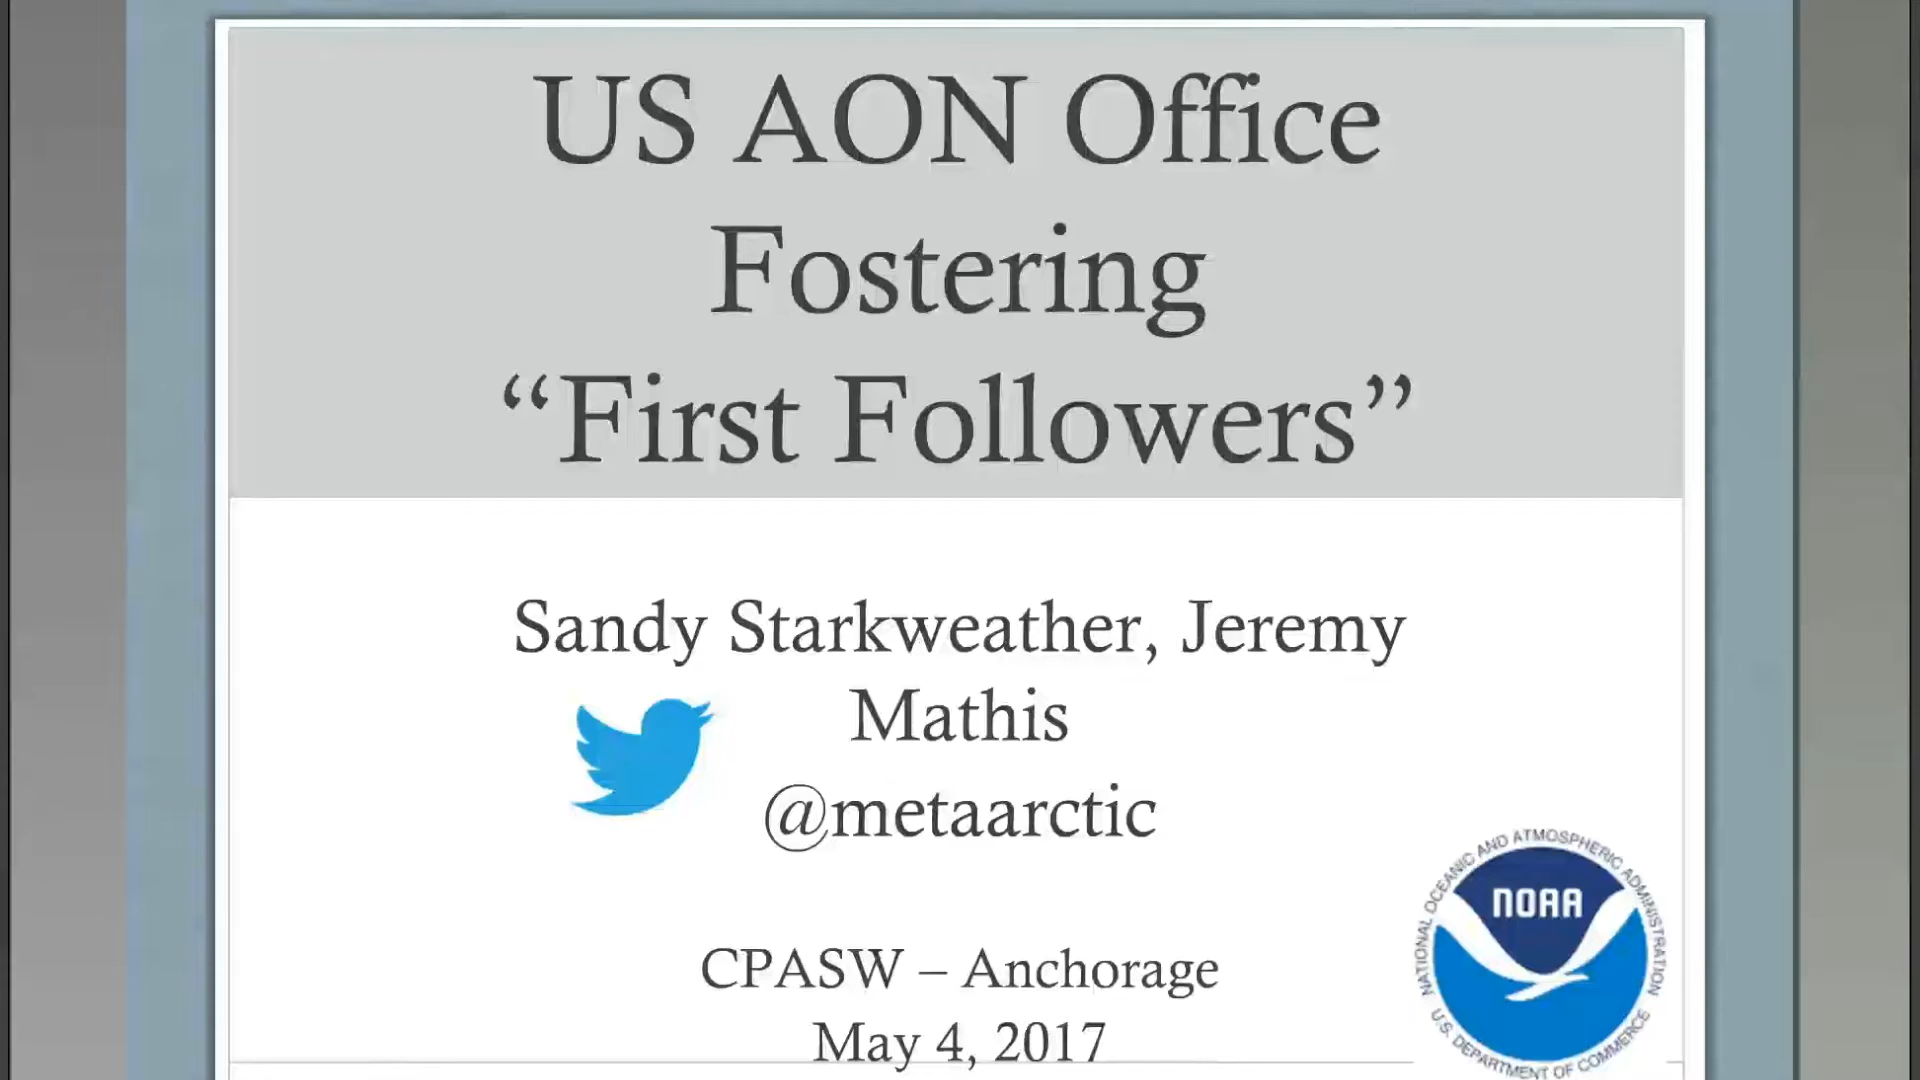 US AON Office
Fostering
“First Followers”
Sandy Starkweather, Jeremy
Mathis
@metaarctic
CPASW – Anchorage
May 4, 2017
NATIONAL OCEANIC AND ATMOSPHERIC ADMINISTRATION
NOAA
U.S. DEPARTMENT OF COMMERCE